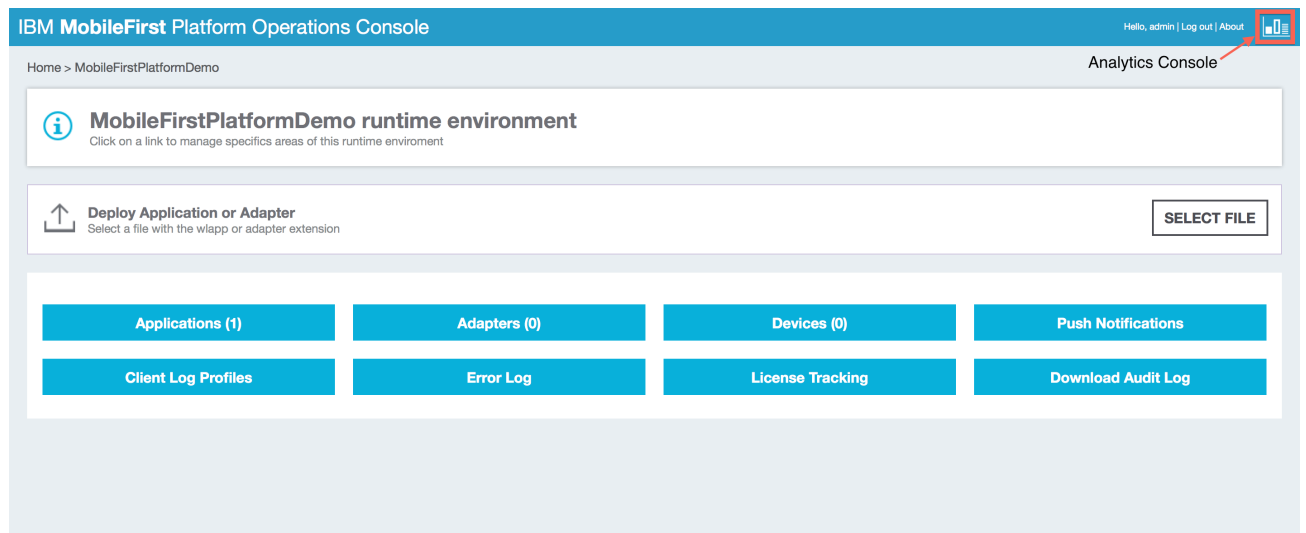 IBM MobileFirst Platform Operations Console
Hello, admin | Log out | About
Home > MobileFirstPlatformDemo
Analytics Console
MobileFirstPlatformDemo runtime environment
Click on a link to manage specifics areas of this runtime enviroment
Deploy Application or Adapter
Select a file with the wlapp or adapter extension
SELECT FILE
Applications (1)
Adapters (0)
Devices (0)
Push Notifications
Client Log Profiles
Error Log
License Tracking
Download Audit Log